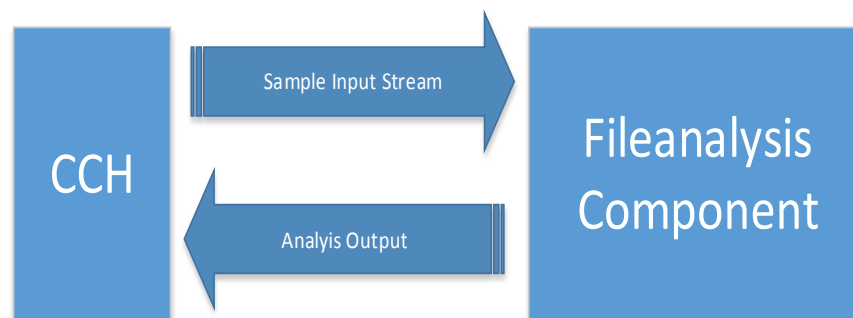 CCH
Sample Input Stream
Analyis Output
Fileanalysis
Component